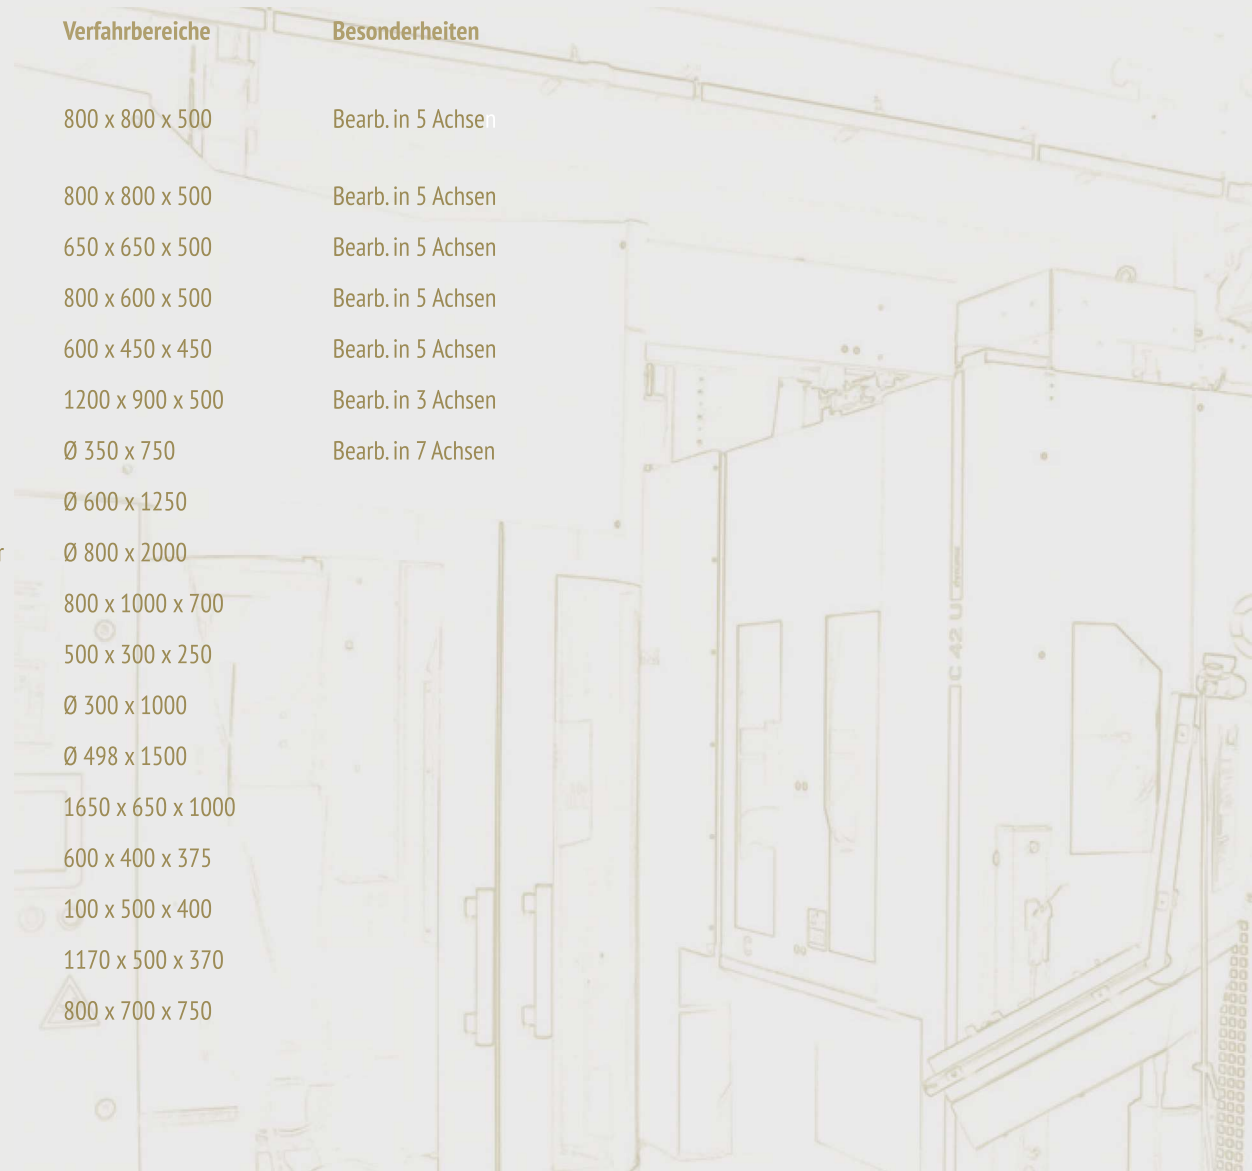 Verfahrbereiche Besonderheiten
800 x 800 x 500 Bearb. in 5 Achsen
800 x 800 x 500 Bearb. in 5 Achsen
650 x 650 x 500 Bearb. in 5 Achsen
800 x 600 x 500 Bearb. in 5 Achsen
600 x 450 x 450 Bearb. in 5 Achsen
1200 x 900 x 500 Bearb. in 3 Achsen
Ø 350 x 750 Bearb. in 7 Achsen
Ø 600 x 1250
r Ø 800 x 2000
800 x 1000 x 700
500 x 300 x 250
Ø 300 x 1000
Ø 498 x 1500
1650 x 650 x 1000
600 x 400 x 375
100 x 500 x 400
1170 x 500 x 370
800 x 700 x 750
C 42 U